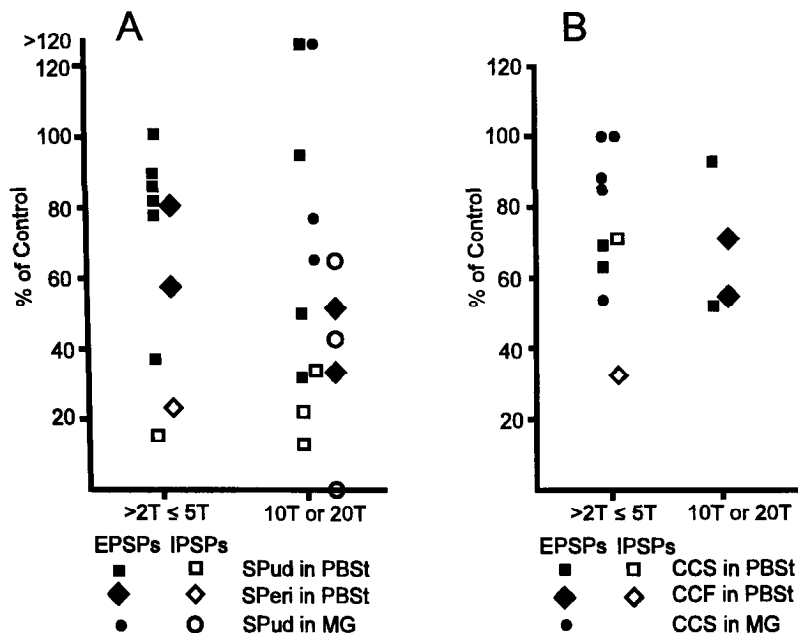 A
>120
120
100
80
60
40
20
% of Control
>2T ≤ 5T 10T or 20T
EPSPs IPSPs
SPud in PBSt
SPeri in PBSt
SPud in MG
B
120
100
80
60
40
20
% of Control
>2T ≤ 5T 10T or 20T
EPSPs IPSPs
CCS in PBSt
CCF in PBSt
CCS in MG